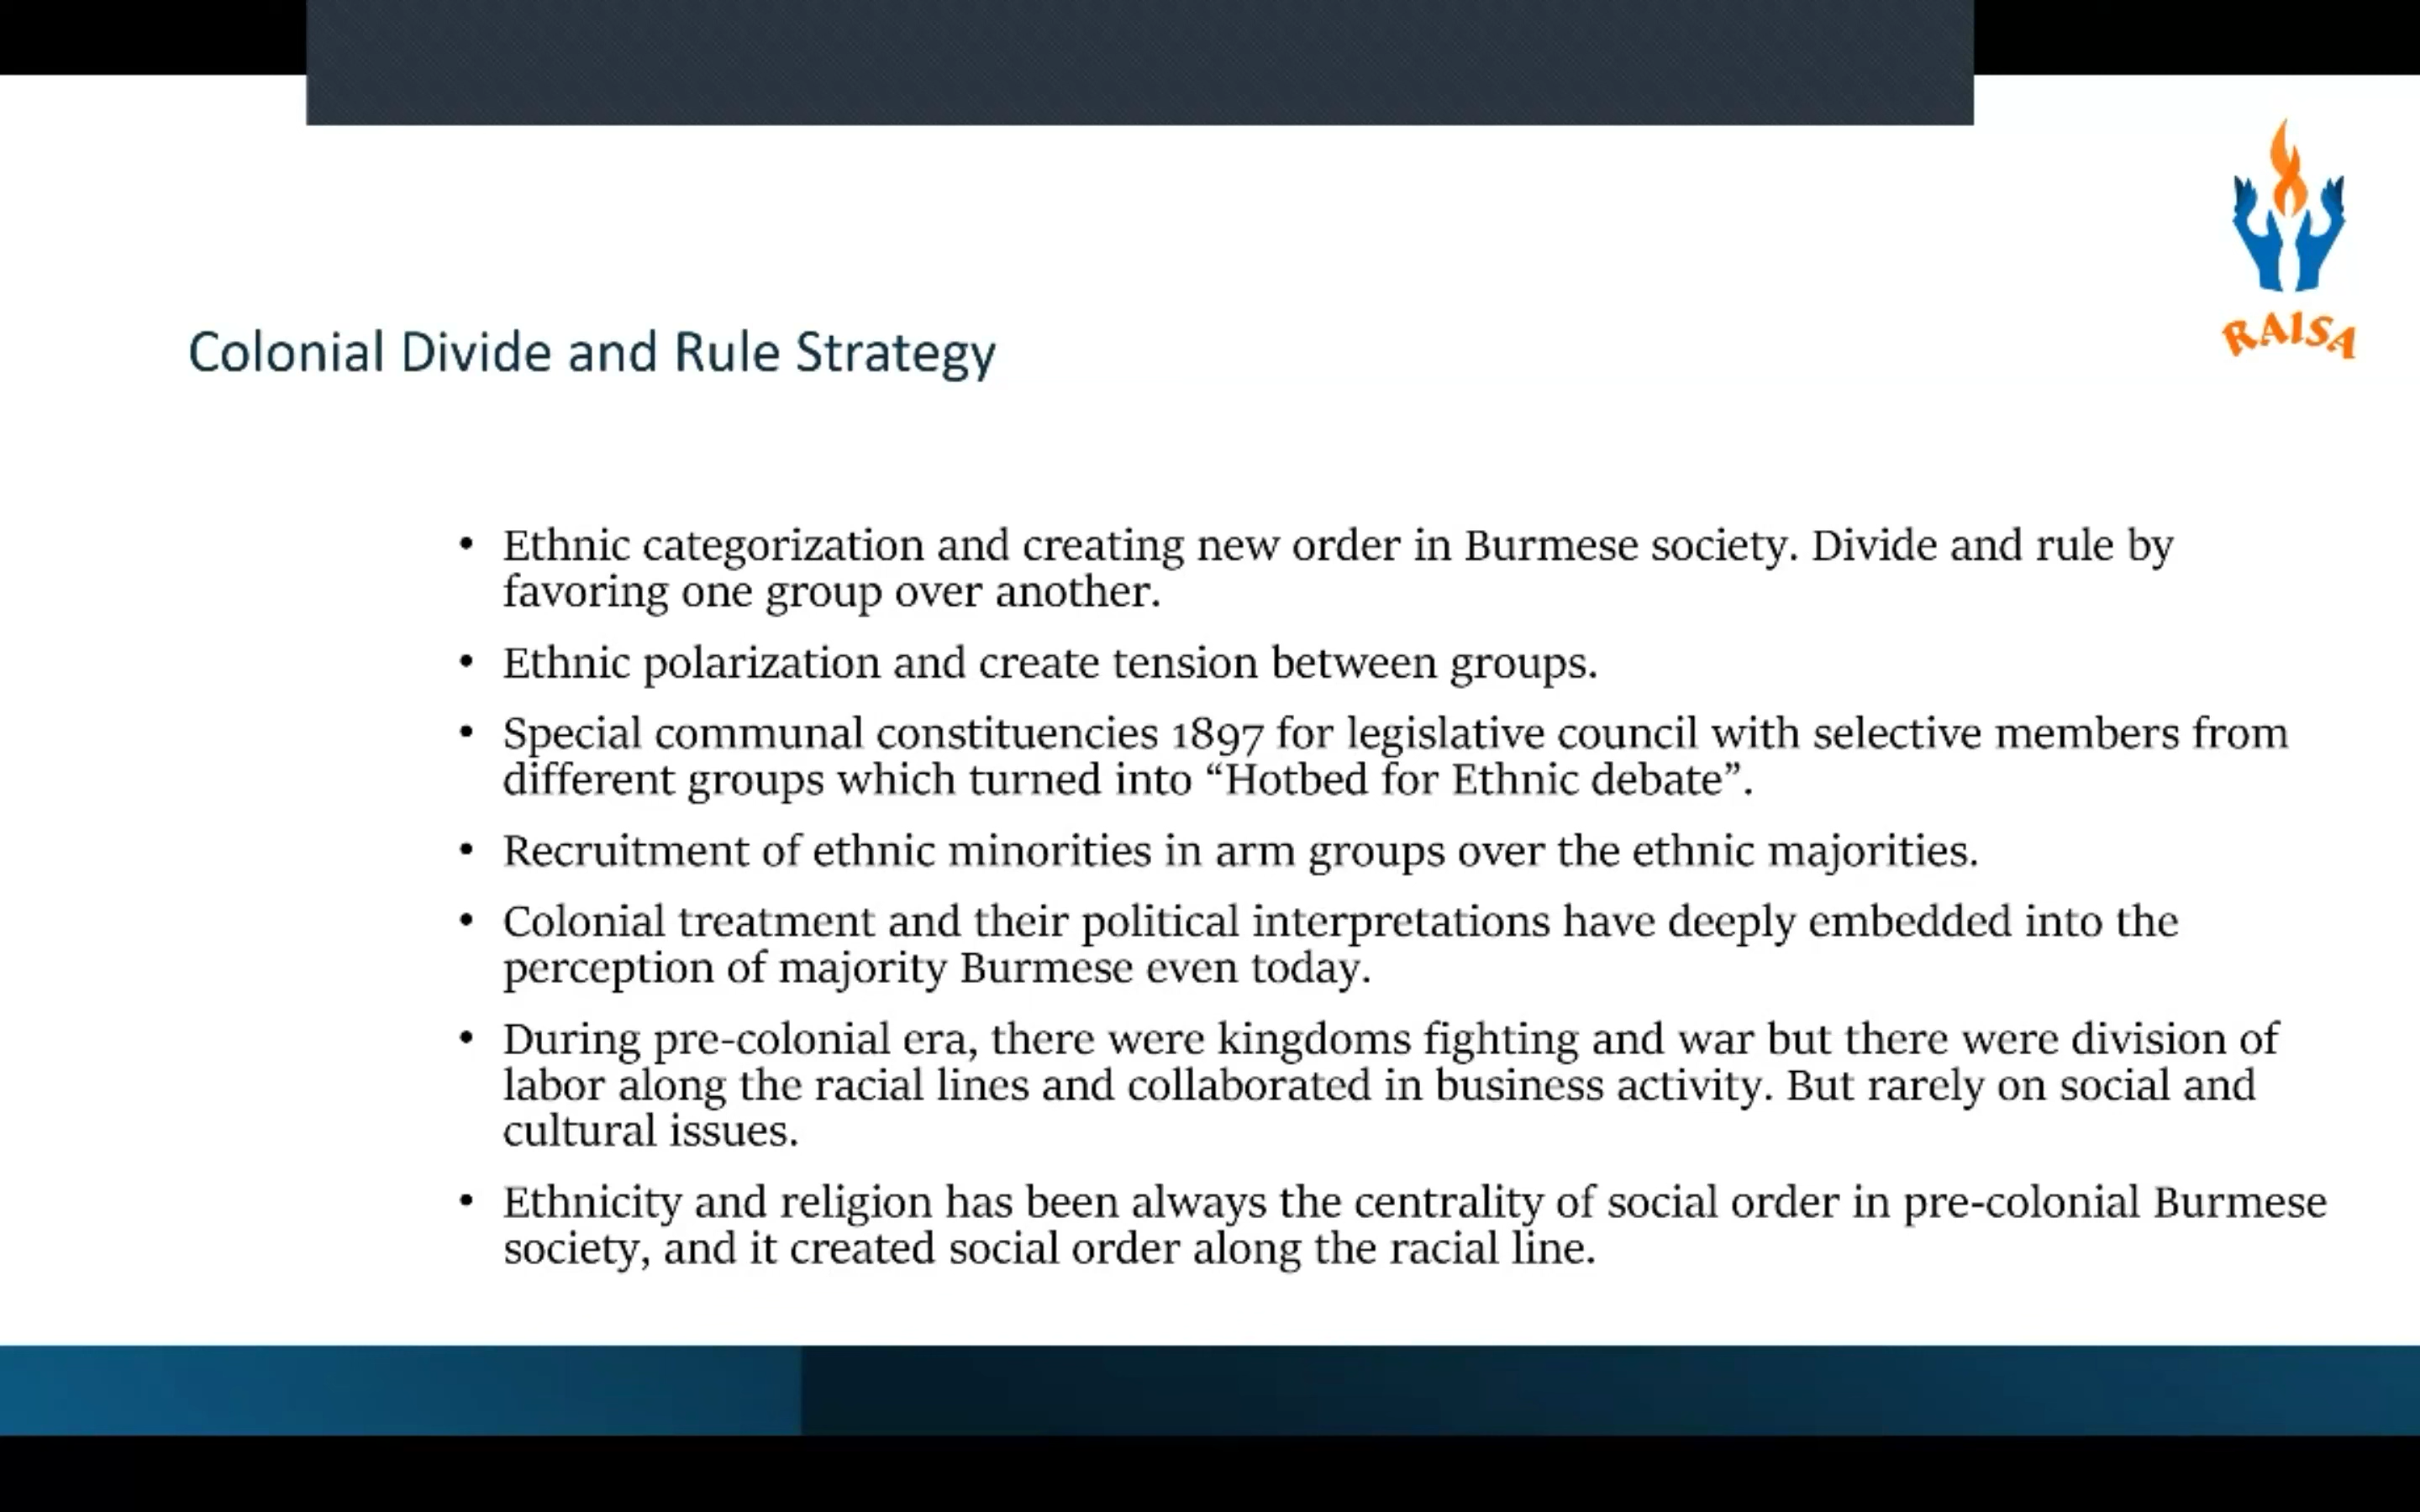 RAISA
Colonial Divide and Rule Strategy
• Ethnic categorization and creating new order in Burmese society. Divide and rule by
favoring one group over another.
• Ethnic polarization and create tension between groups.
• Special communal constituencies 1897 for legislative council with selective members from
different groups which turned into “Hotbed for Ethnic debate”.
• Recruitment of ethnic minorities in arm groups over the ethnic majorities.
• Colonial treatment and their political interpretations have deeply embedded into the
perception of majority Burmese even today.
• During pre-colonial era, there were kingdoms fighting and war but there were division of
labor along the racial lines and collaborated in business activity. But rarely on social and
cultural issues.
• Ethnicity and religion has been always the centrality of social order in pre-colonial Burmese
society, and it created social order along the racial line.